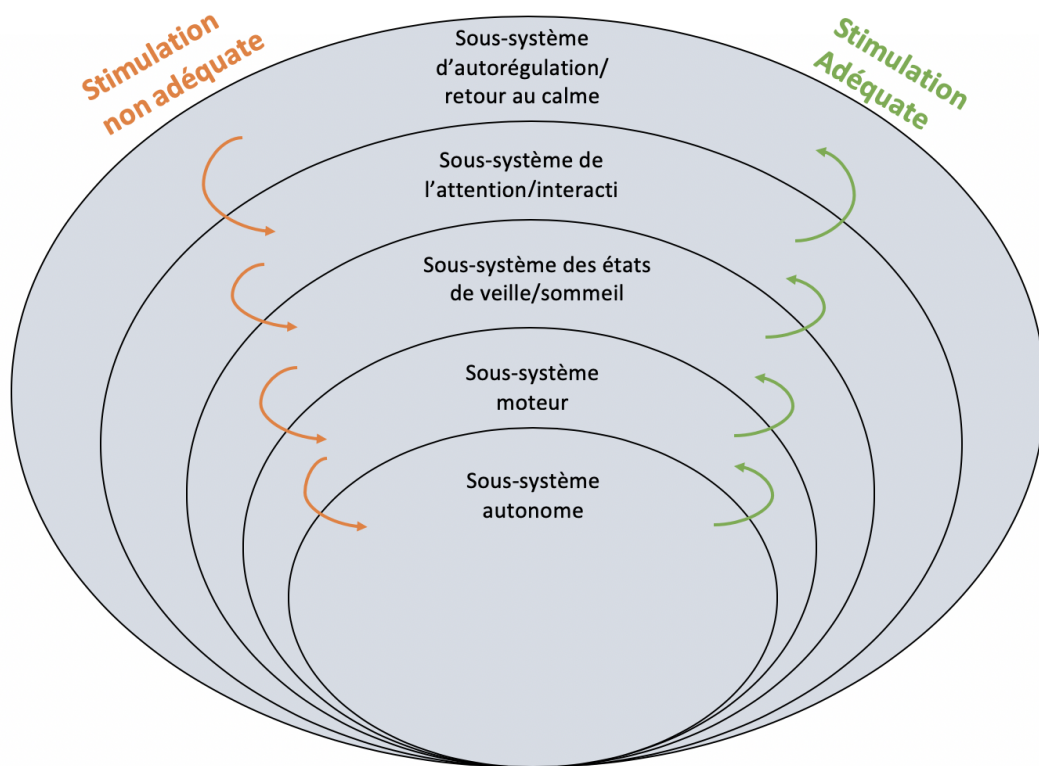 Stimulation
non adéquate
Sous-système
d'autorégulation/
retour au calme
Stimulation
Adéquate
Sous-système de
l'attention/interacti
Sous-système des états
de veille/sommeil
Sous-système
moteur
Sous-système
autonome